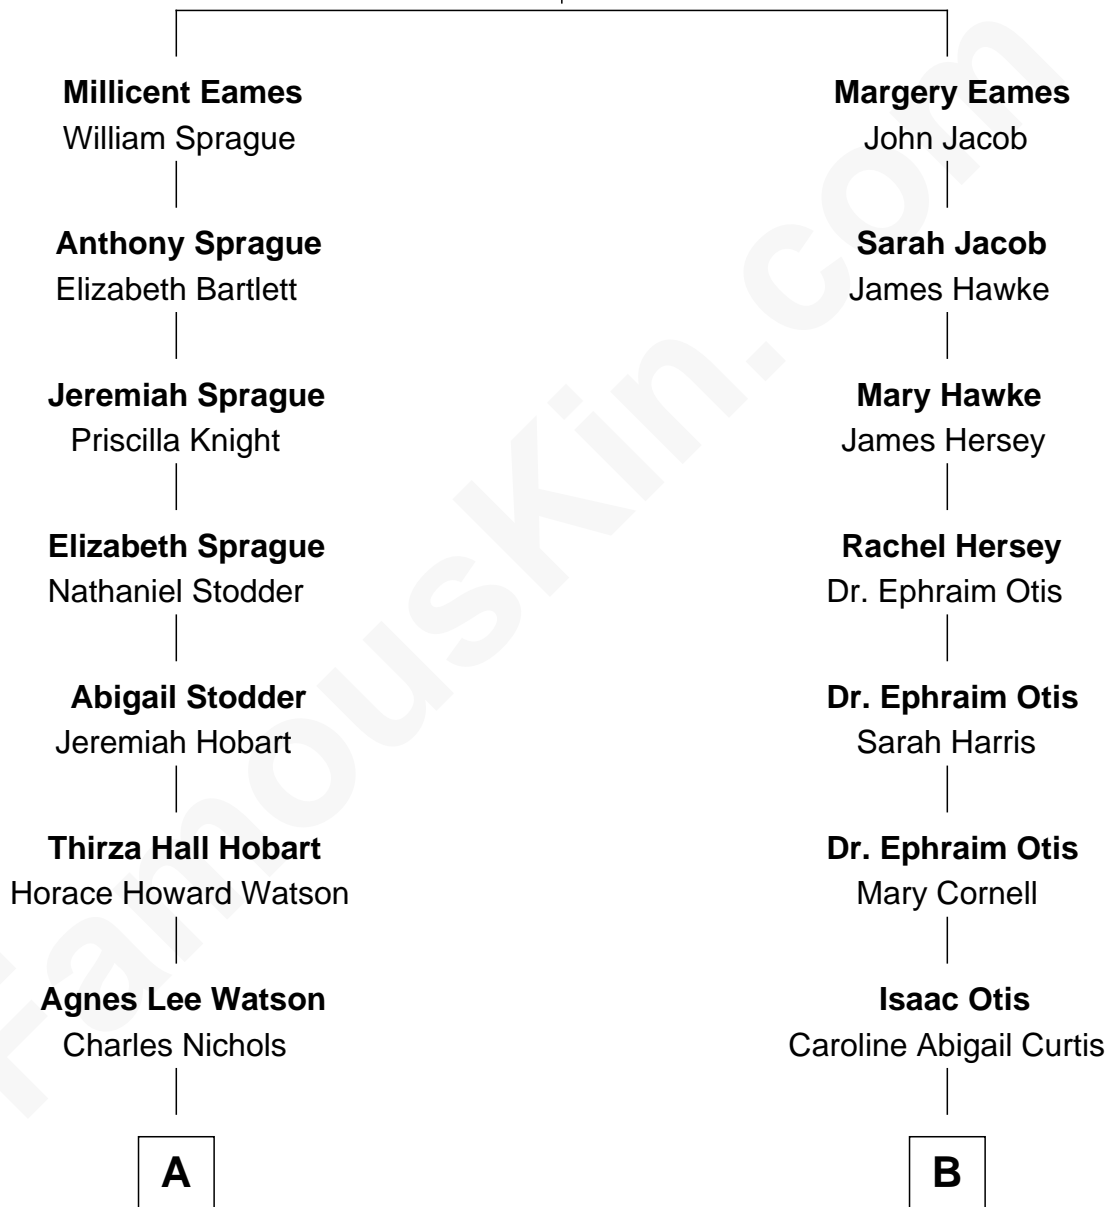 Millicent Eames
William Sprague
Anthony Sprague
Elizabeth Bartlett
Jeremiah Sprague
Priscilla Knight
Elizabeth Sprague
Nathaniel Stodder
Abigail Stodder
Jeremiah Hobart
Thirza Hall Hobart
Horace Howard Watson
Agnes Lee Watson
Charles Nichols
A
Margery Eames
John Jacob
Sarah Jacob
James Hawke
Mary Hawke
James Hersey
Rachel Hersey
Dr. Ephraim Otis
Dr. Ephraim Otis
Sarah Harris
Dr. Ephraim Otis
Mary Cornell
Isaac Otis
Caroline Abigail Curtis
B
FamousKin.com